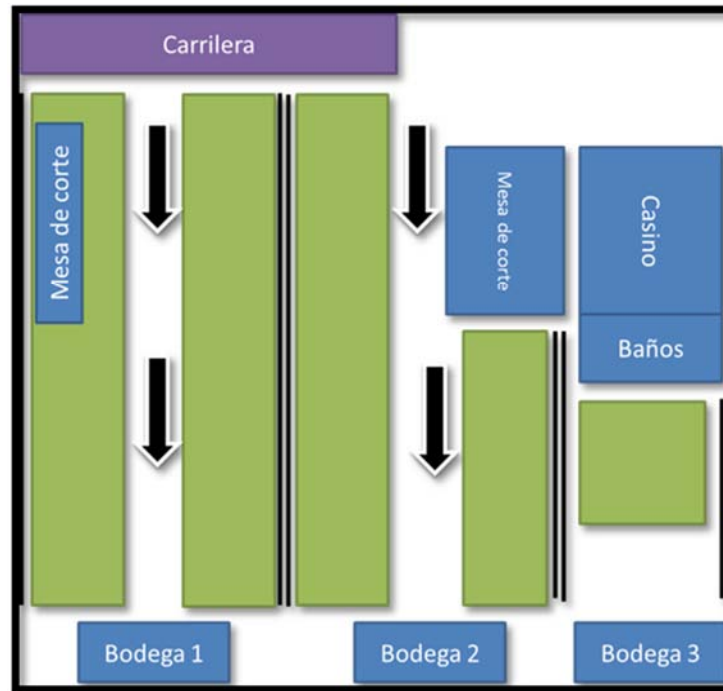 Carrilera
Mesa de corte
Mesa de corte
Casino
Baños
Bodega 1
Bodega 2
Bodega 3